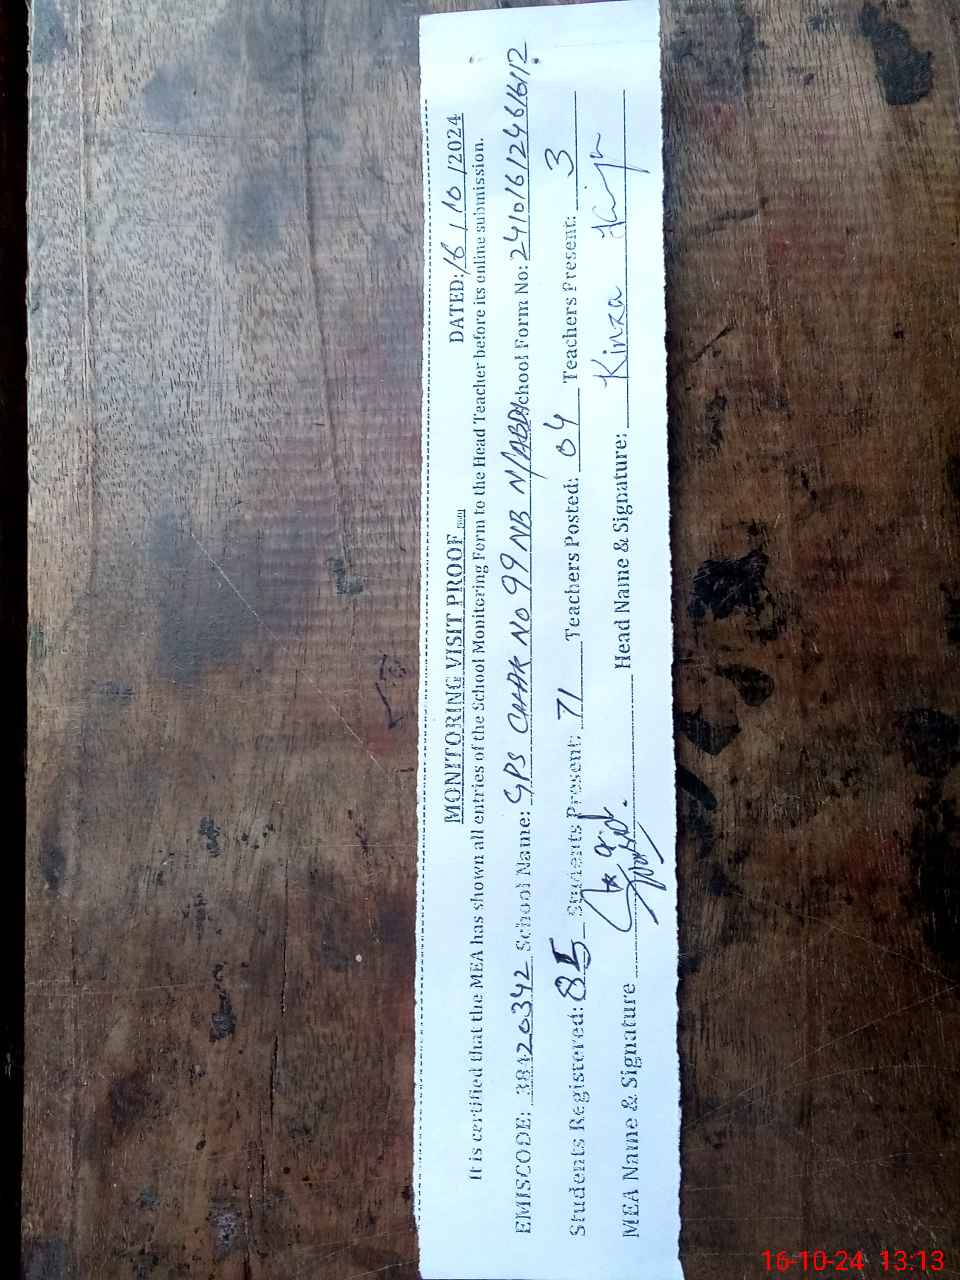 MONITORING VISIT PROOF DATED: 16 / 10 /2024
It is certified that the MEA has shown all entries of the School Monitoring Form to the Head Teacher before its online submission.
EMISCODE: 38420342 School Name: GPS CHAK NO 99 NB N/ABADI School Form No: 241016124616112
Students Registered: 85 Students Present: 71 Teachers Posted: 04 Teachers Present: 3
MEA Name & Signature Head Name & Signature: Kinza
16-10-24 13:13